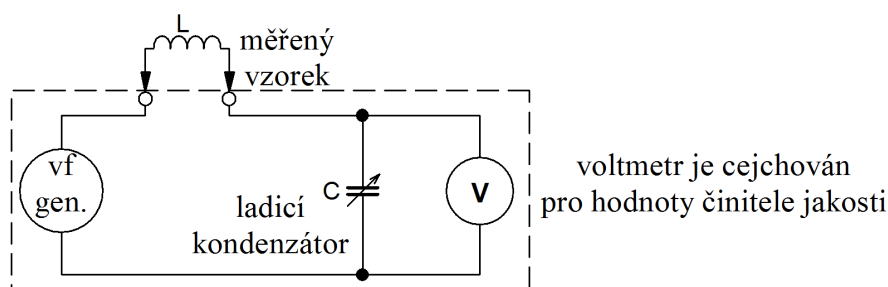 L
měřený
vzorek
vf
gen.
C
ladicí
kondenzátor
V
voltmetr je cejchován
pro hodnoty činitele jakosti